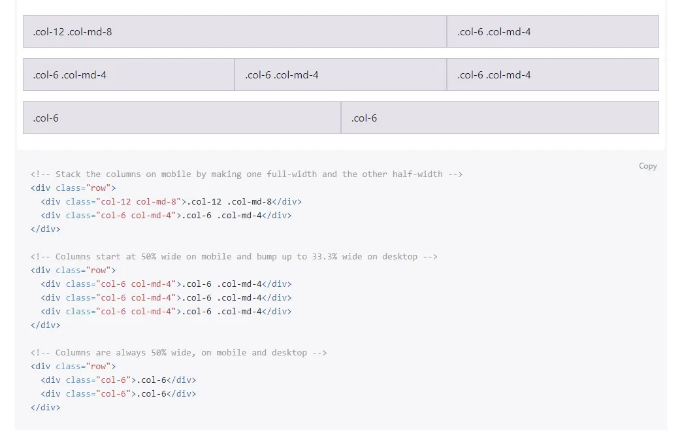 .col-12 .col-md-8 .col-6 .col-md-4
.col-6 .col-md-4 .col-6 .col-md-4 .col-6 .col-md-4
.col-6 .col-6
Copy
<!-- Stack the columns on mobile by making one full-width and the other half-width -->
<div class="row">
  <div class="col-12 col-md-8">.col-12 .col-md-8</div>
  <div class="col-6 col-md-4">.col-6 .col-md-4</div>
</div>
<!-- Columns start at 50% wide on mobile and bump up to 33.3% wide on desktop -->
<div class="row">
  <div class="col-6 col-md-4">.col-6 .col-md-4</div>
  <div class="col-6 col-md-4">.col-6 .col-md-4</div>
  <div class="col-6 col-md-4">.col-6 .col-md-4</div>
</div>
<!-- Columns are always 50% wide, on mobile and desktop -->
<div class="row">
  <div class="col-6">.col-6</div>
  <div class="col-6">.col-6</div>
</div>